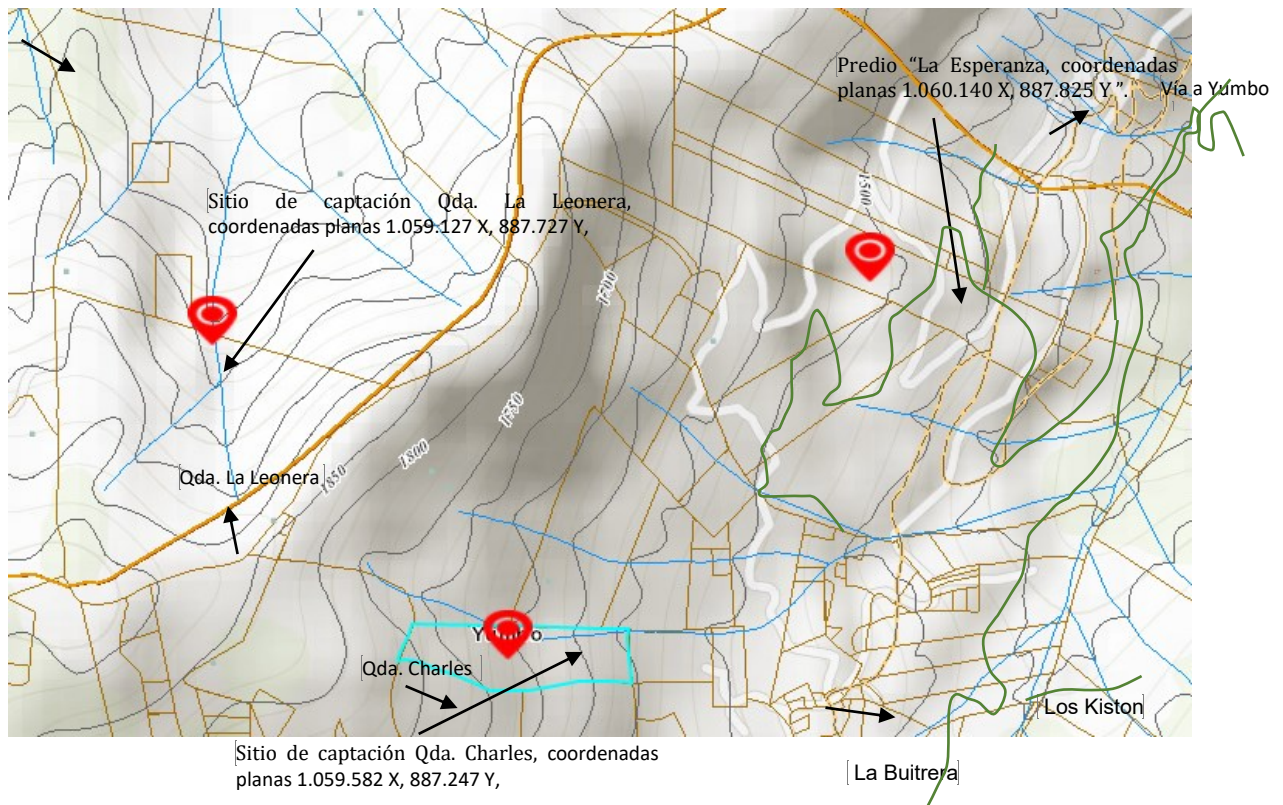 Predio “La Esperanza, coordenadas
planas 1.060.140 X, 887.825 Y ”.
Vía a Yumbo
1500
Sitio de captación Qda. La Leonera,
coordenadas planas 1.059.127 X, 887.727 Y,
1700
1750
1800
1850
Qda. La Leonera
Yumbo
Qda. Charles
Sitio de captación Qda. Charles, coordenadas
planas 1.059.582 X, 887.247 Y,
Los Kiston
La Buitrera